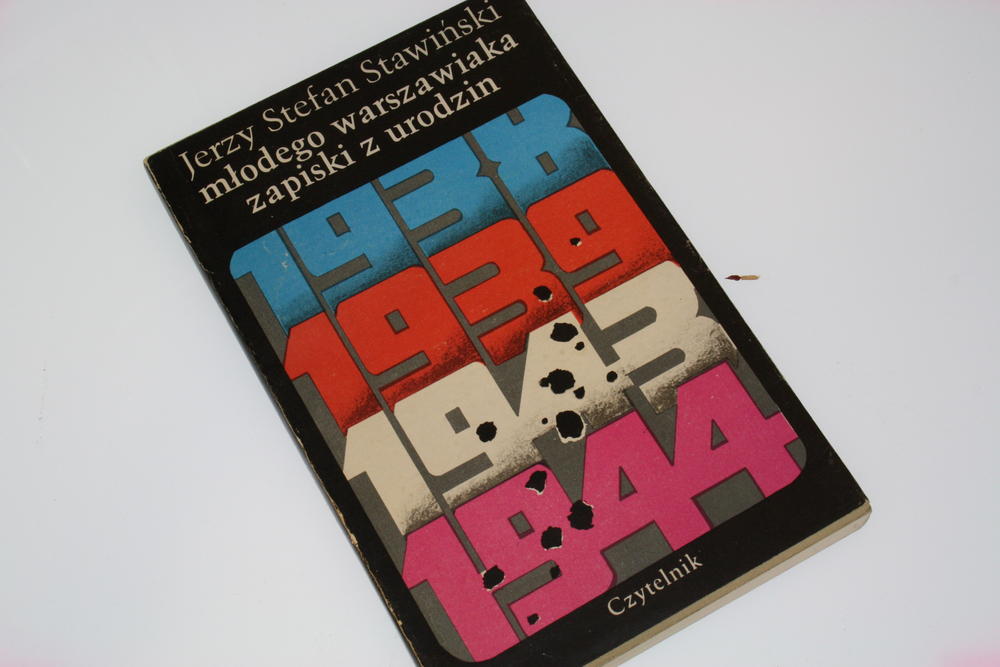 Jerzy Stefan Stawiński
młodego warszawiaka
zapiski z urodzin
1938
1939
1943
1944
Czytelnik